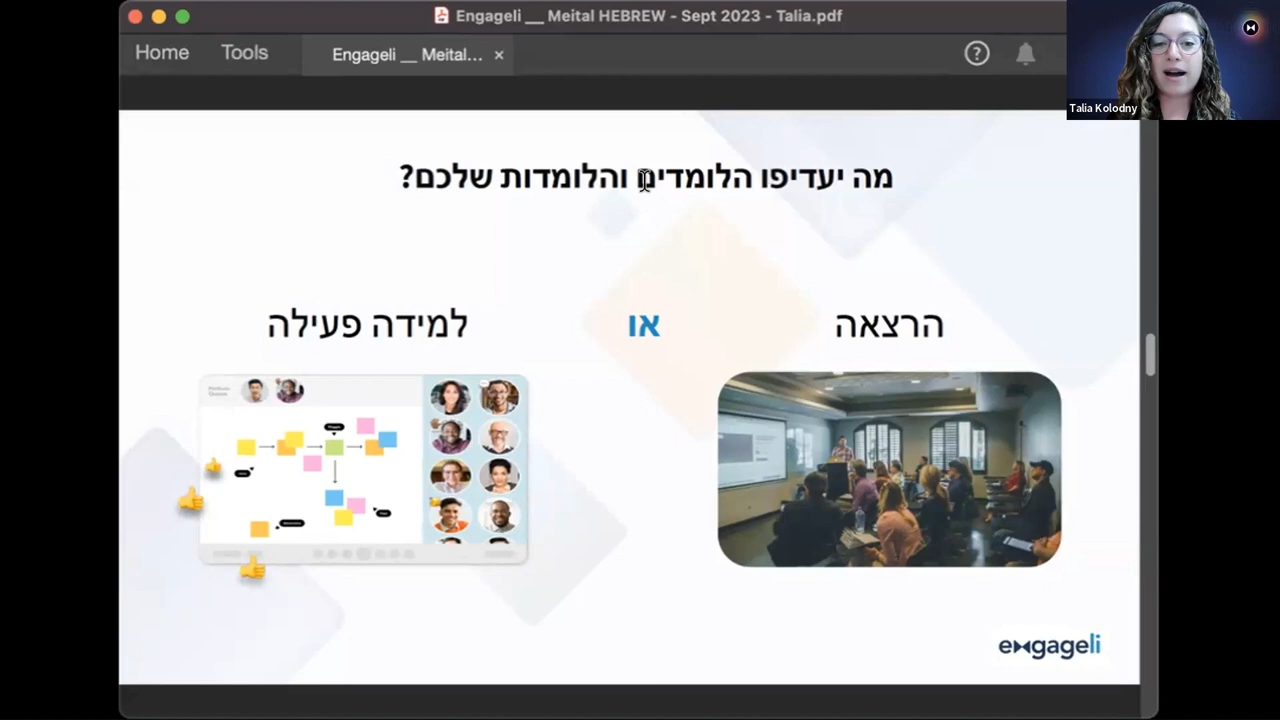 Engageli __ Meital HEBREW - Sept 2023 - Talia.pdf
Home
Tools
Engageli __ Meital... ×
Talia Kolodny
מה יעדיפו הלומדים והלומדות שלכם?
הרצאה
או
למידה פעילה
engageli